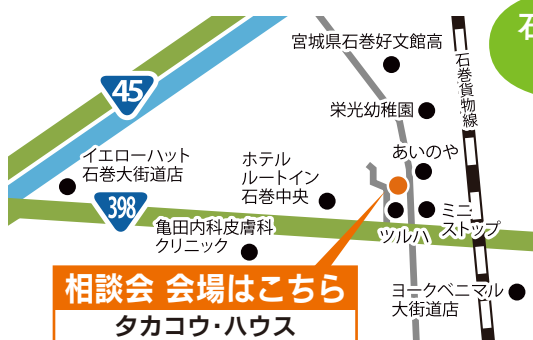 石
宮城県石巻好文館高
石巻貨物線
45
栄光幼稚園
あいのや
イエローハット
石巻大街道店
ホテル
ルートイン
石巻中央
398
亀田内科皮膚科
クリニック
ツルハ
ミニ
ストップ
相談会 会場はこちら
タカコウ・ハウス
ヨークベニマル
大街道店